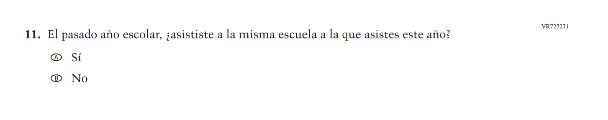 VR727271
11. El pasado año escolar, ¿asististe a la misma escuela a la que asistes este año?
Ⓐ Sí
Ⓑ No